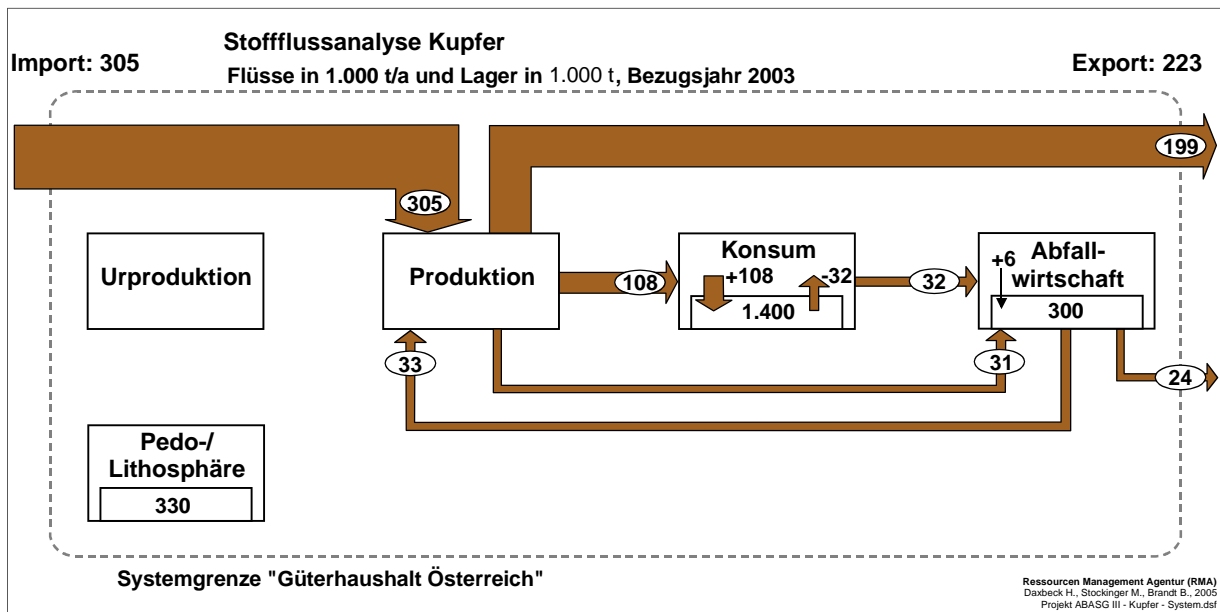 Stoffflussanalyse Kupfer
Import: 305
Export: 223
Flüsse in 1.000 t/a und Lager in 1.000 t, Bezugsjahr 2003
199
305
Urproduktion
Produktion
108
Konsum
+108
-32
1.400
32
Abfall-
wirtschaft
+6
300
33
31
24
Pedo-/
Lithosphäre
330
Systemgrenze "Güterhaushalt Österreich"
Ressourcen Management Agentur (RMA)
Daxbeck H., Stockinger M., Brandt B., 2005
Projekt ABASG III - Kupfer - System.dsf